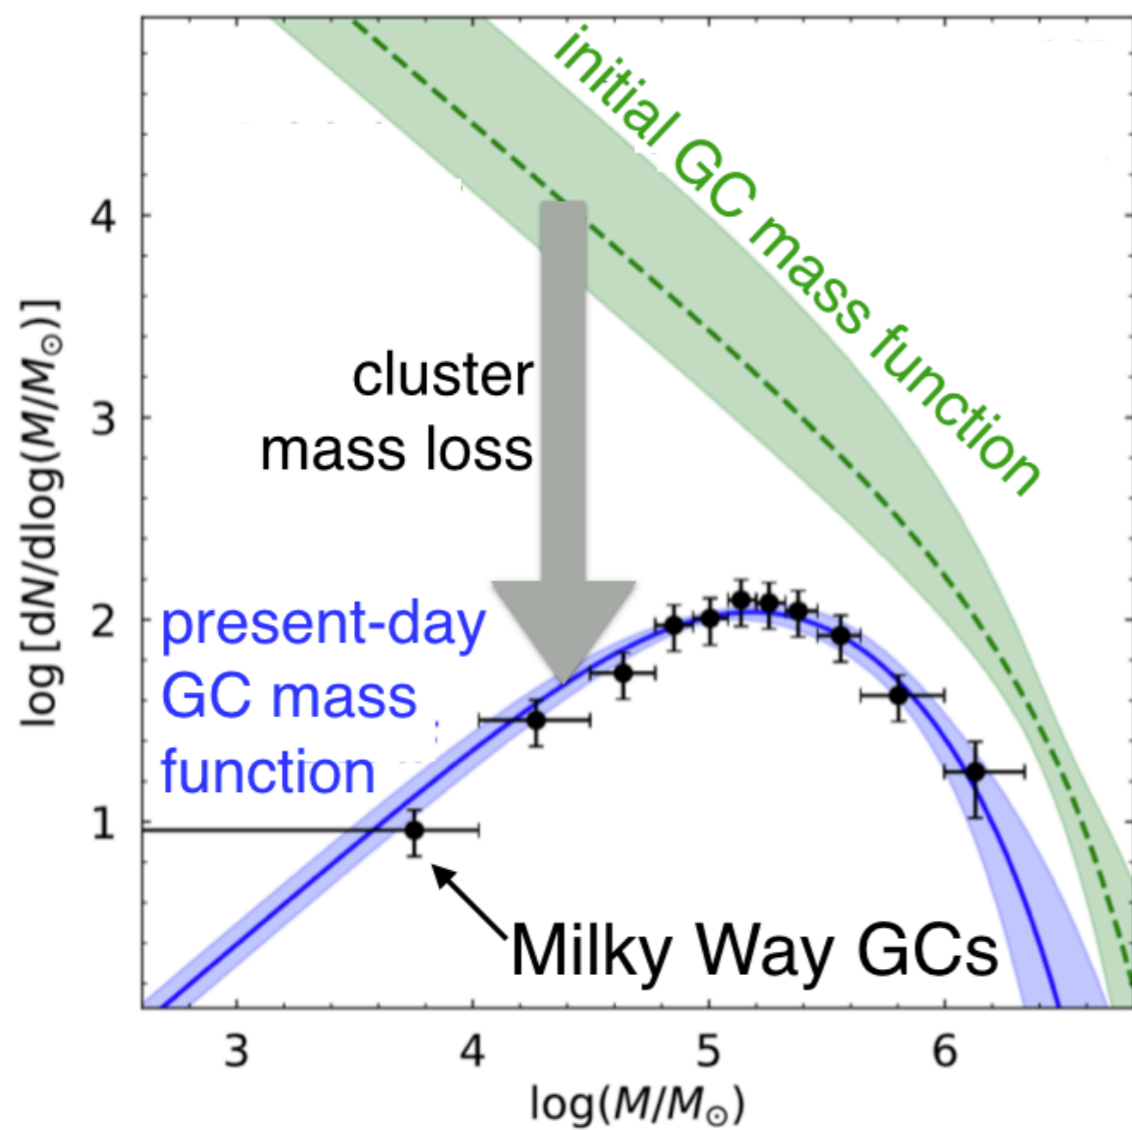 initial GC mass function
4
cluster
mass loss
3
log [dN/dlog(M/M☉)]
present-day
GC mass
function
2
1
Milky Way GCs
3 4 5 6
log(M/M☉)